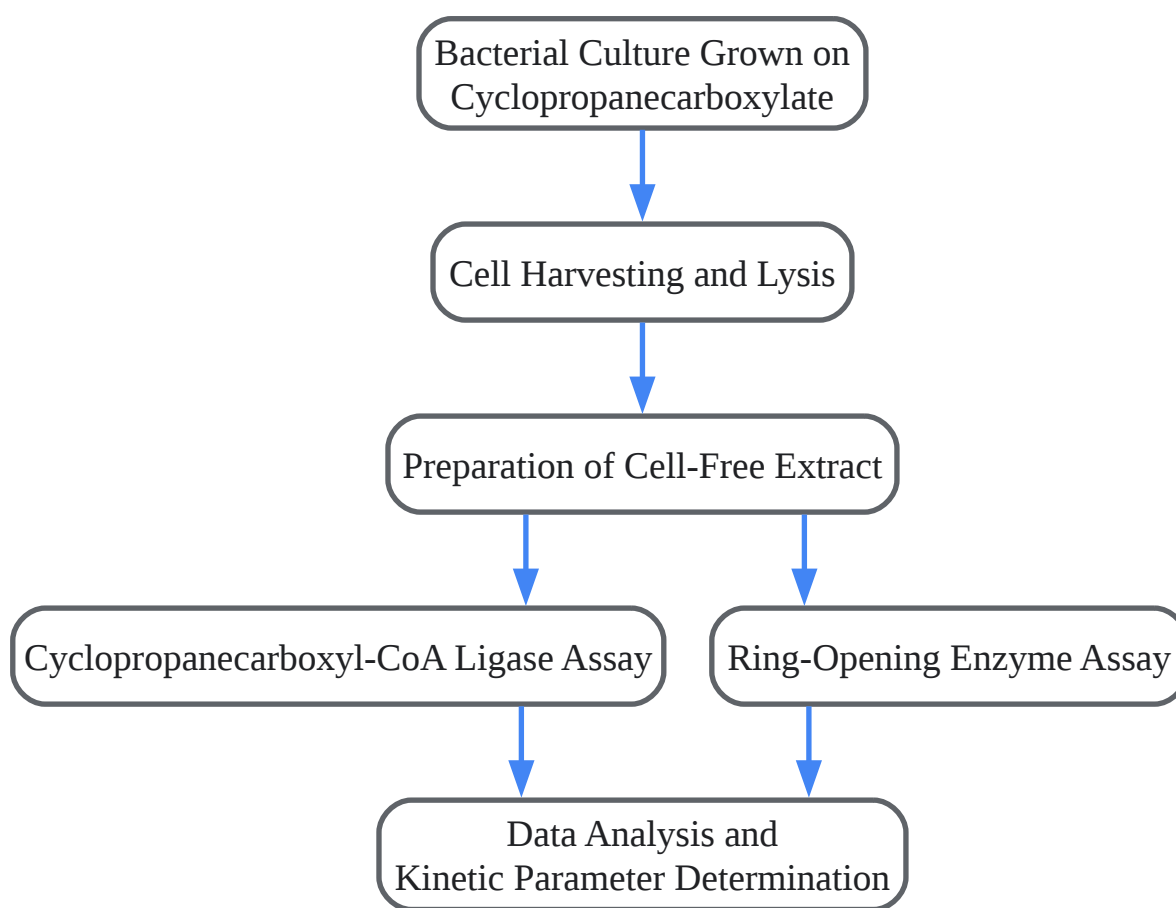 Bacterial Culture Grown on
Cyclopropanecarboxylate
Cell Harvesting and Lysis
Preparation of Cell-Free Extract
Cyclopropanecarboxyl-CoA Ligase Assay
Ring-Opening Enzyme Assay
Data Analysis and
Kinetic Parameter Determination